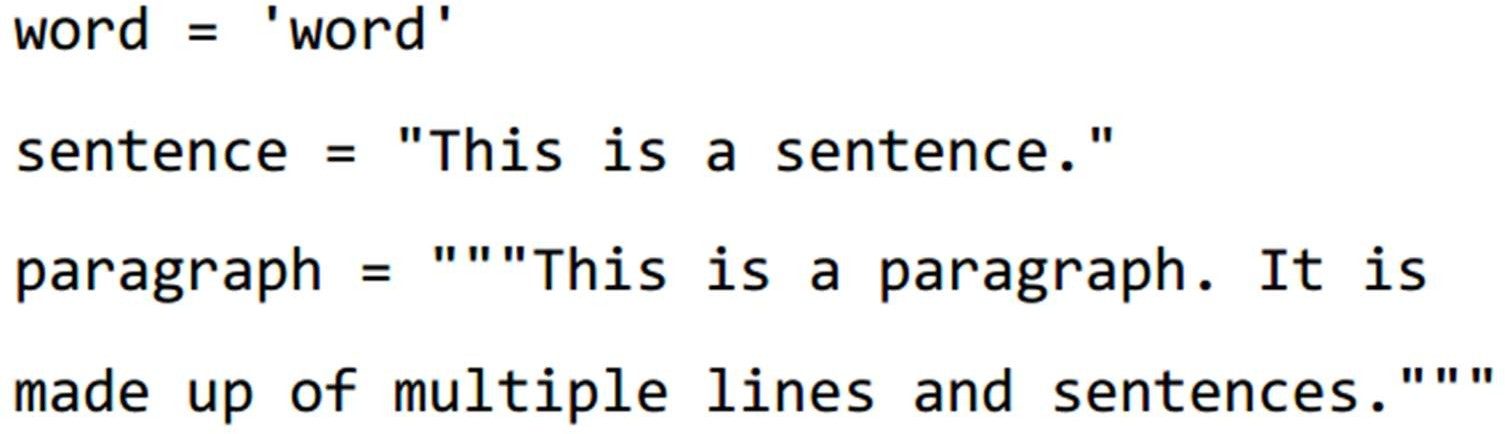 word = 'word'
sentence = "This is a sentence."
paragraph = """This is a paragraph. It is
made up of multiple lines and sentences."""